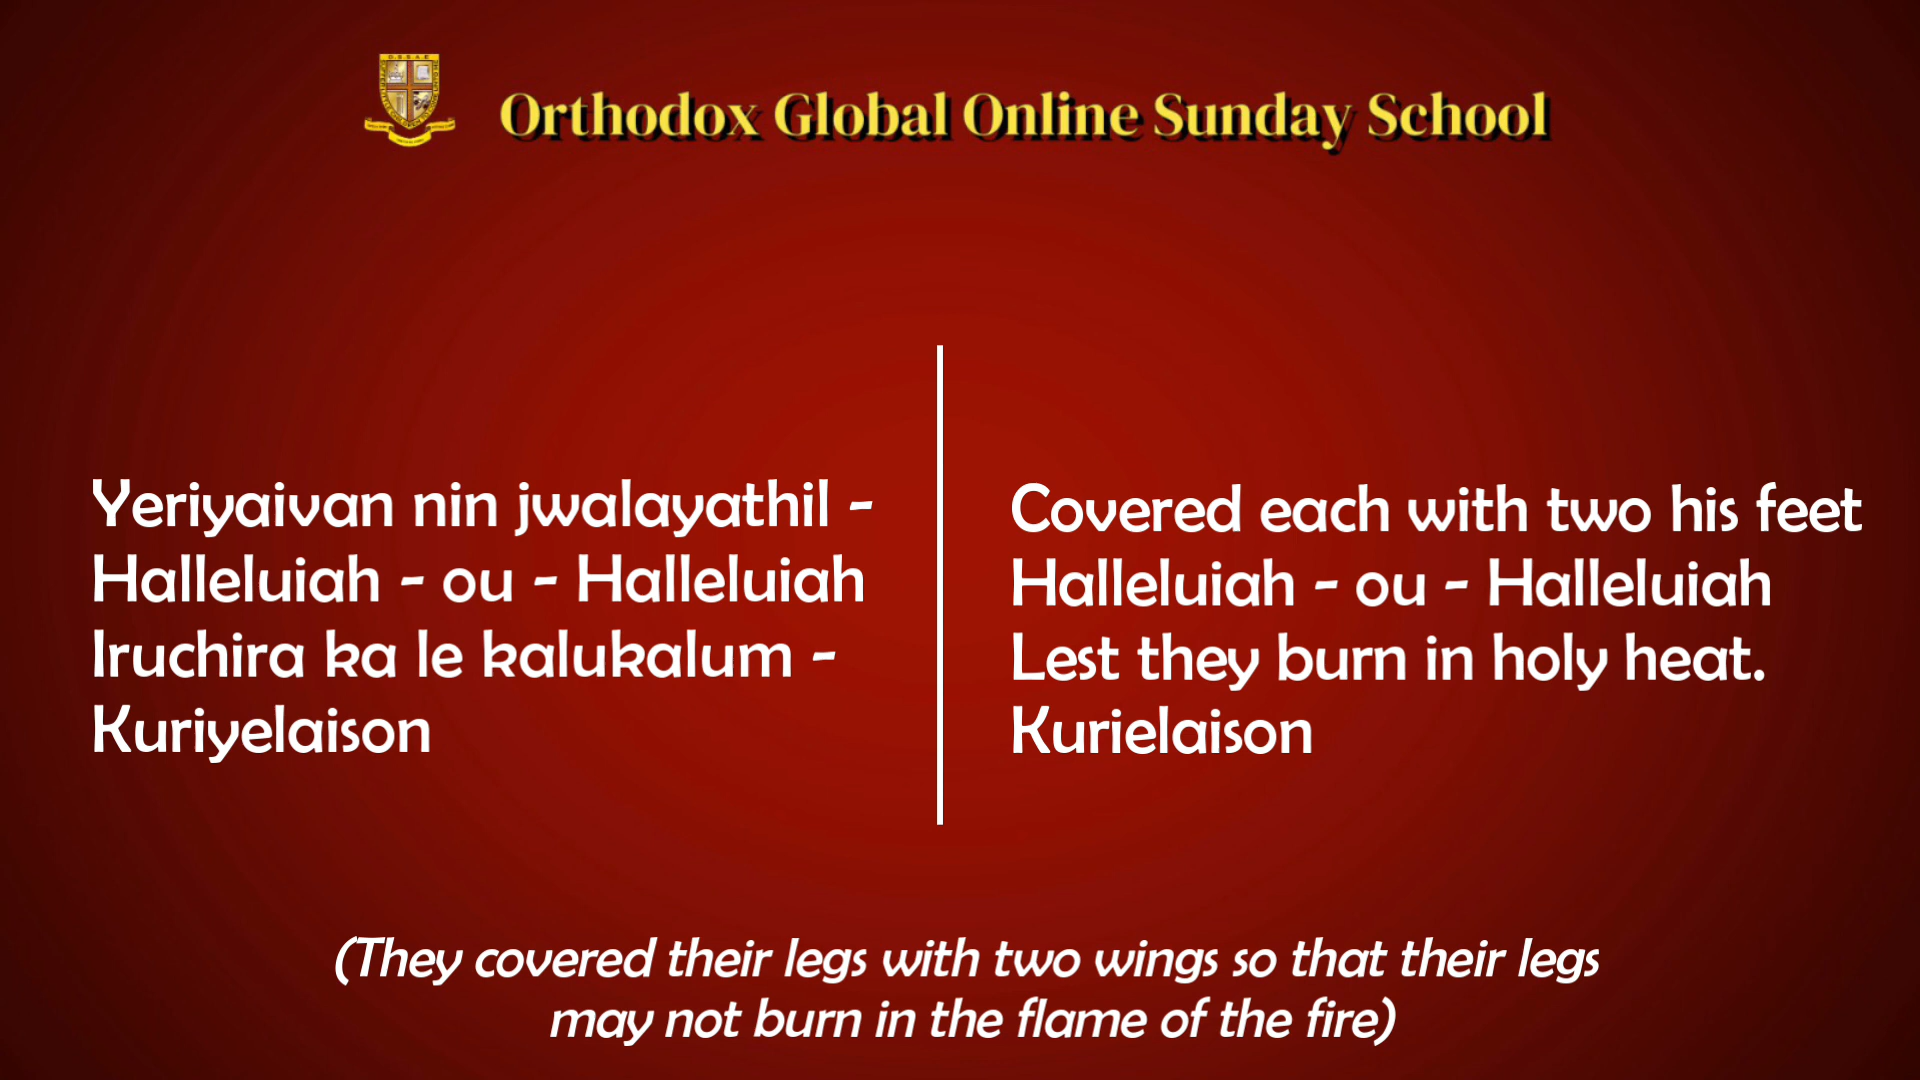 Orthodox Global Online Sunday School
Yeriyaivan nin jwalayathil -
Halleluiah - ou - Halleluiah
Iruchira ka le kalukalum -
Kuriyelaison
Covered each with two his feet
Halleluiah - ou - Halleluiah
Lest they burn in holy heat.
Kurielaison
(They covered their legs with two wings so that their legs
may not burn in the flame of the fire)